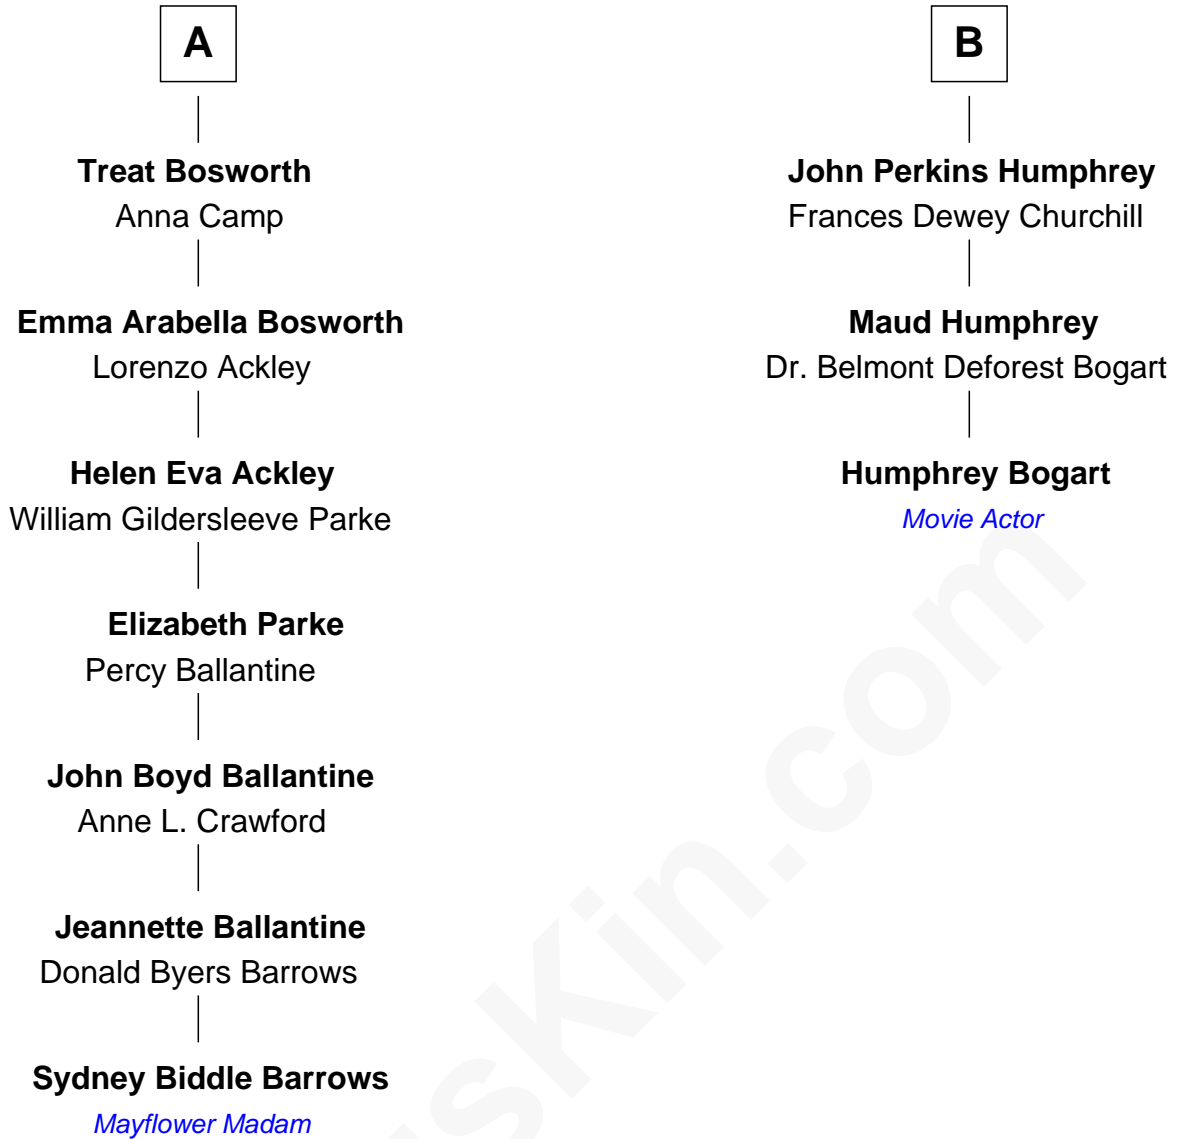 A
Treat Bosworth
Anna Camp
Emma Arabella Bosworth
Lorenzo Ackley
Helen Eva Ackley
William Gildersleeve Parke
Elizabeth Parke
Percy Ballantine
John Boyd Ballantine
Anne L. Crawford
Jeannette Ballantine
Donald Byers Barrows
Sydney Biddle Barrows
Mayflower Madam
B
John Perkins Humphrey
Frances Dewey Churchill
Maud Humphrey
Dr. Belmont Deforest Bogart
Humphrey Bogart
Movie Actor
sKin.com